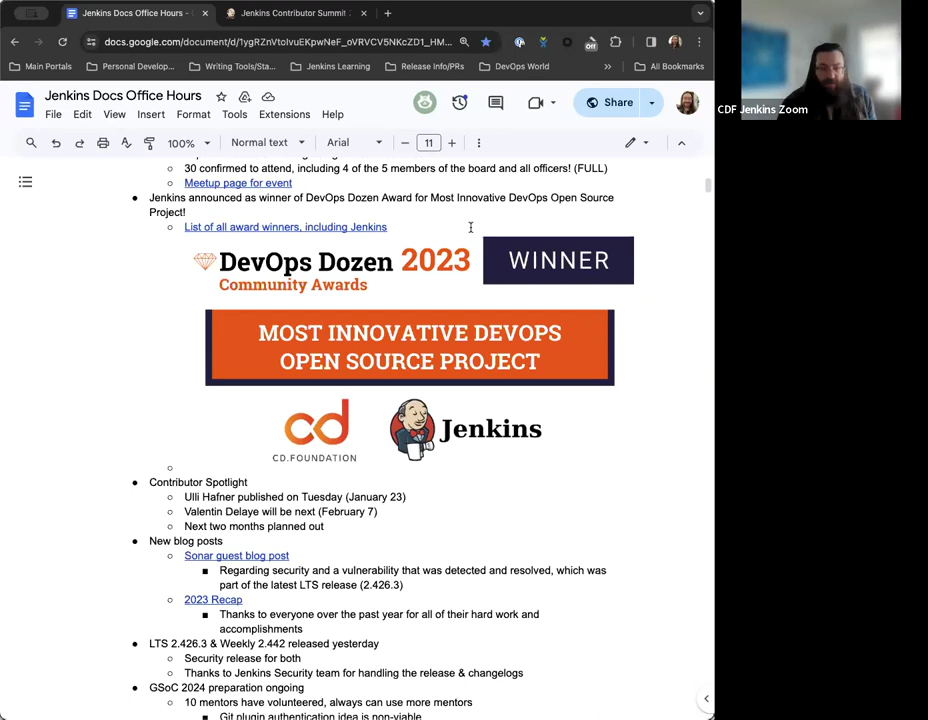 Jenkins Docs Office Hours -
Jenkins Contributor Summit
docs.google.com/document/d/1ygRZnVtolvuEKpwNeF_oVRVCV5NKcZD1_HM...
Off
Main Portals
Personal Develop...
Writing Tools/Sta...
Jenkins Learning
Release Info/PRs
DevOps World
»
All Bookmarks
Jenkins Docs Office Hours
File Edit View Insert Format Tools Extensions Help
Share
100%
Normal text
Arial
11
30 confirmed to attend, including 4 of the 5 members of the board and all officers! (FULL)
Meetup page for event
Jenkins announced as winner of DevOps Dozen Award for Most Innovative DevOps Open Source
Project!
List of all award winners, including Jenkins
DevOps Dozen 2023
Community Awards
WINNER
MOST INNOVATIVE DEVOPS
OPEN SOURCE PROJECT
cd
CD.FOUNDATION
Jenkins
Contributor Spotlight
Ulli Hafner published on Tuesday (January 23)
Valentin Delaye will be next (February 7)
Next two months planned out
New blog posts
Sonar guest blog post
Regarding security and a vulnerability that was detected and resolved, which was
part of the latest LTS release (2.426.3)
2023 Recap
Thanks to everyone over the past year for all of their hard work and
accomplishments
LTS 2.426.3 & Weekly 2.442 released yesterday
Security release for both
Thanks to Jenkins Security team for handling the release & changelogs
GSoC 2024 preparation ongoing
10 mentors have volunteered, always can use more mentors
Git plugin authentication idea is non-viable
CDF Jenkins Zoom